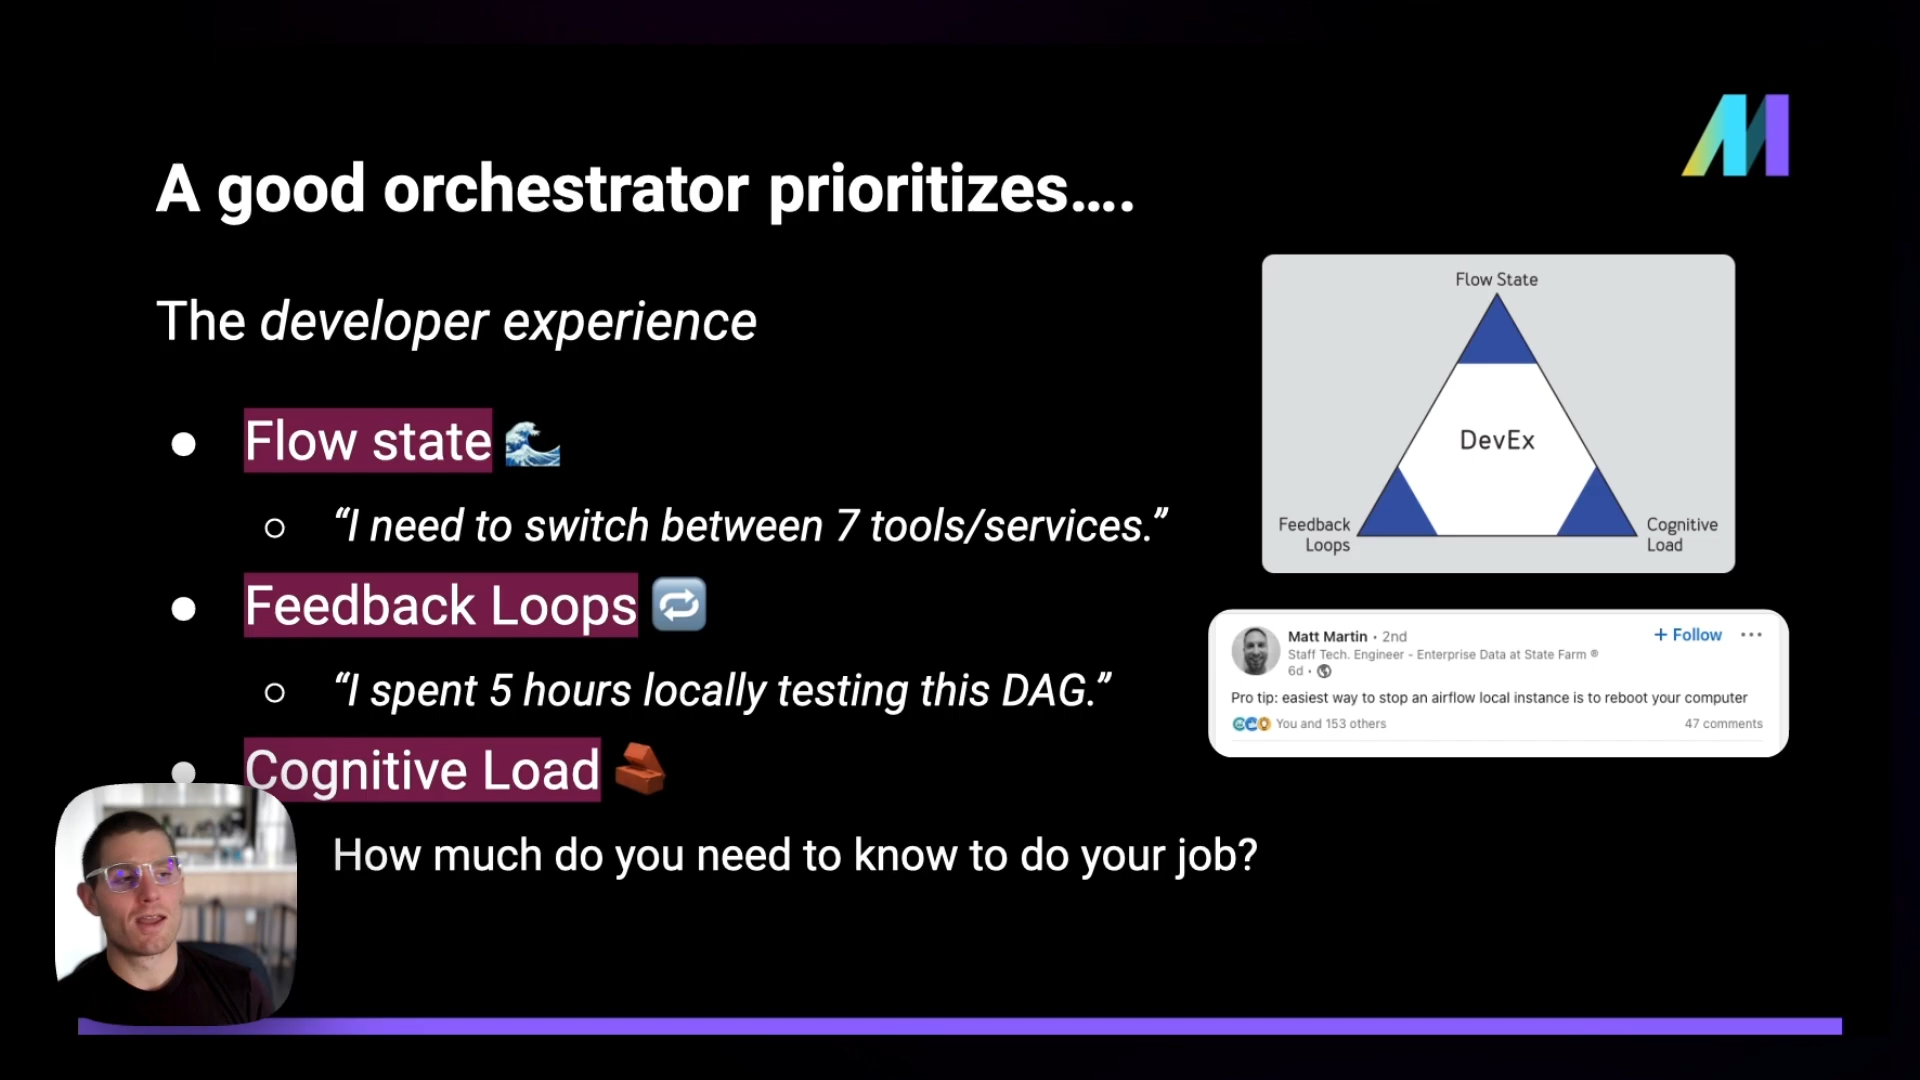 A good orchestrator prioritizes....
The developer experience
Flow state
“I need to switch between 7 tools/services.”
Feedback Loops
“I spent 5 hours locally testing this DAG.”
Cognitive Load
How much do you need to know to do your job?
Flow State
DevEx
Feedback
Loops
Cognitive
Load
Matt Martin · 2nd
+ Follow
Staff Tech. Engineer - Enterprise Data at State Farm ®
6d ·
Pro tip: easiest way to stop an airflow local instance is to reboot your computer
You and 153 others
47 comments